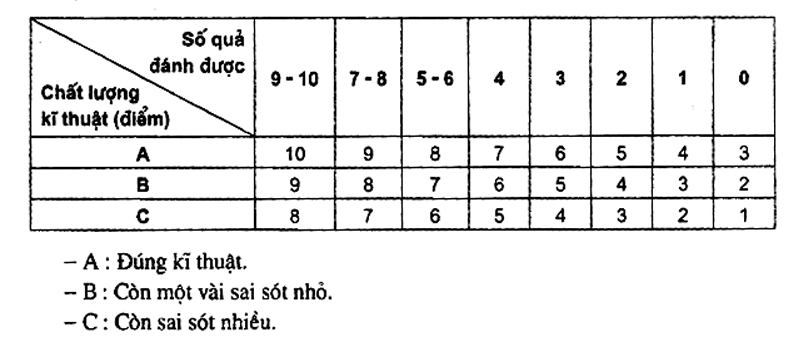 Số quả
đánh được
Chất lượng
kĩ thuật (điểm)
9 - 10 7 - 8 5 - 6 4 3 2 1 0
A 10 9 8 7 6 5 4 3
B 9 8 7 6 5 4 3 2
C 8 7 6 5 4 3 2 1
– A : Đúng kĩ thuật.
– B : Còn một vài sai sót nhỏ.
– C : Còn sai sót nhiều.